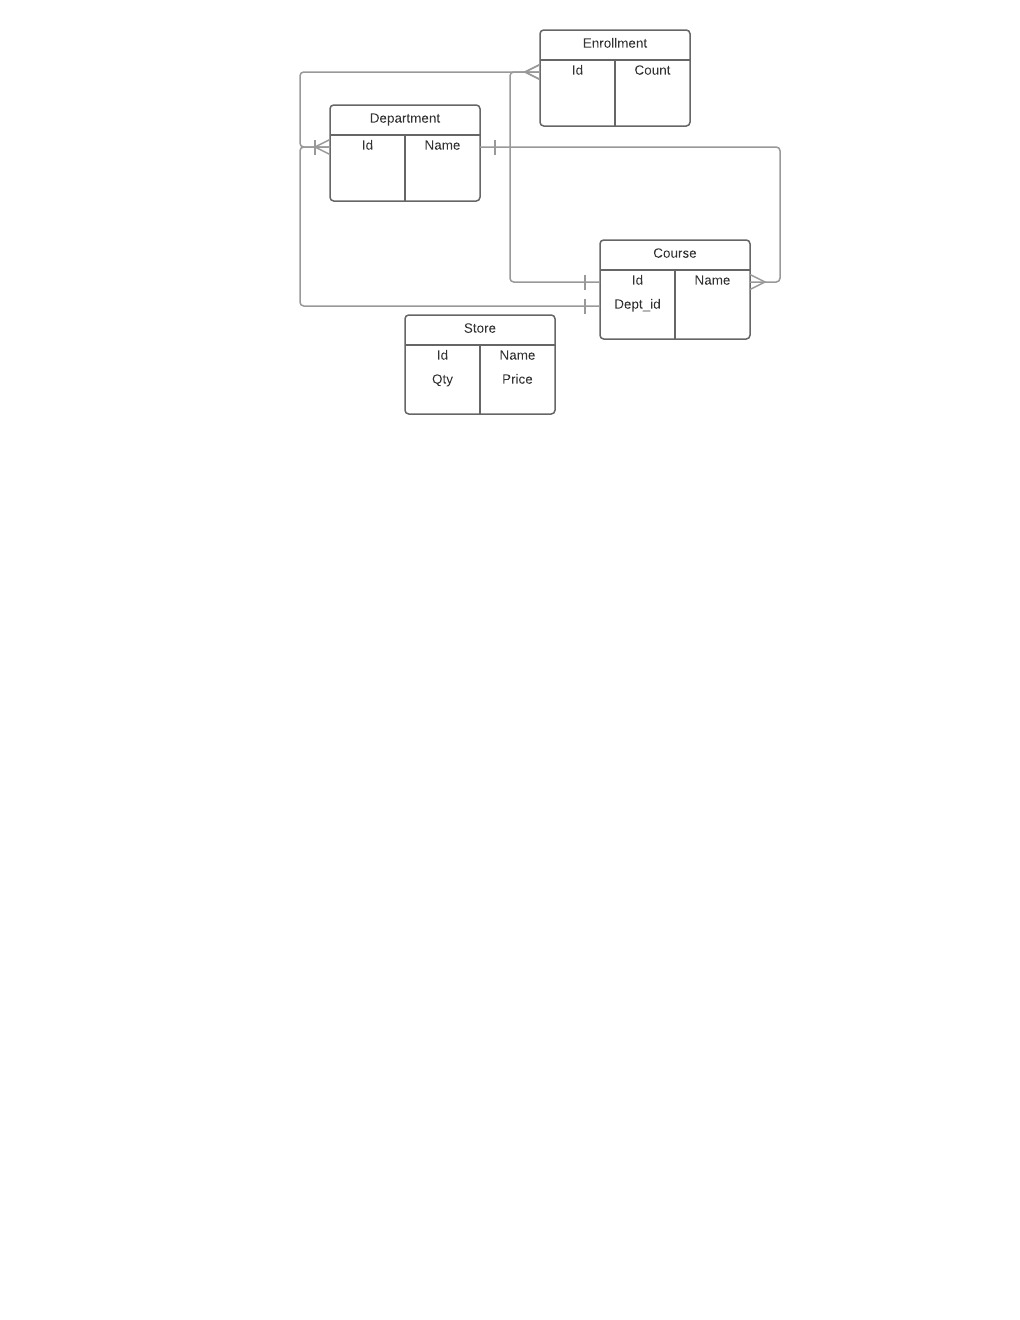 Enrollment
Id Count
Department
Id Name
Course
Id Name
Dept_id
Store
Id Name
Qty Price